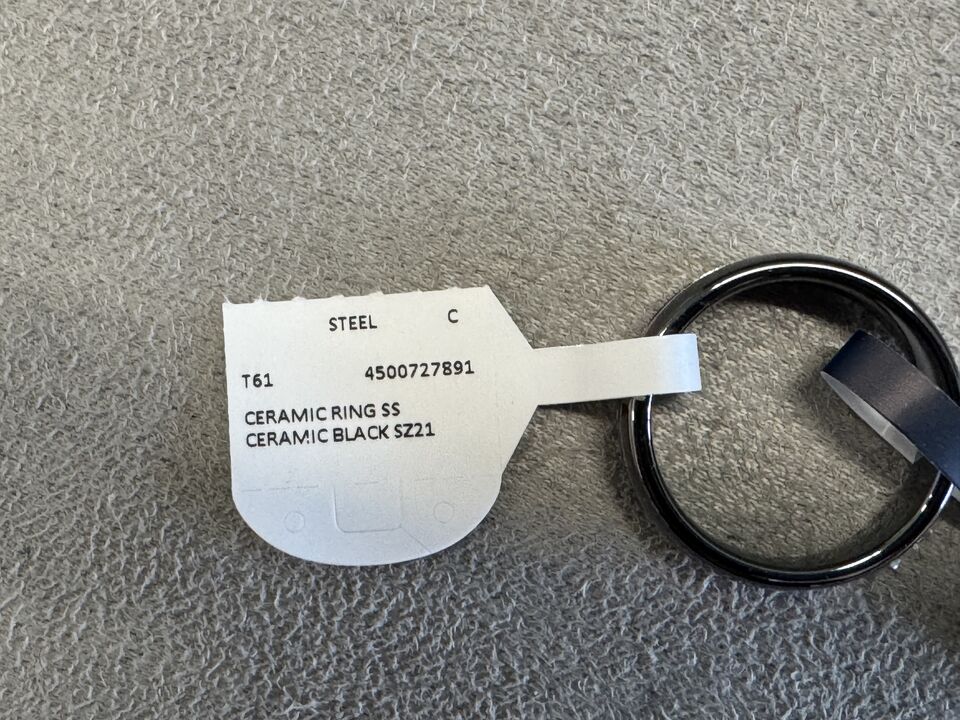 STEEL C
T61 4500727891
CERAMIC RING SS
CERAMIC BLACK SZ21